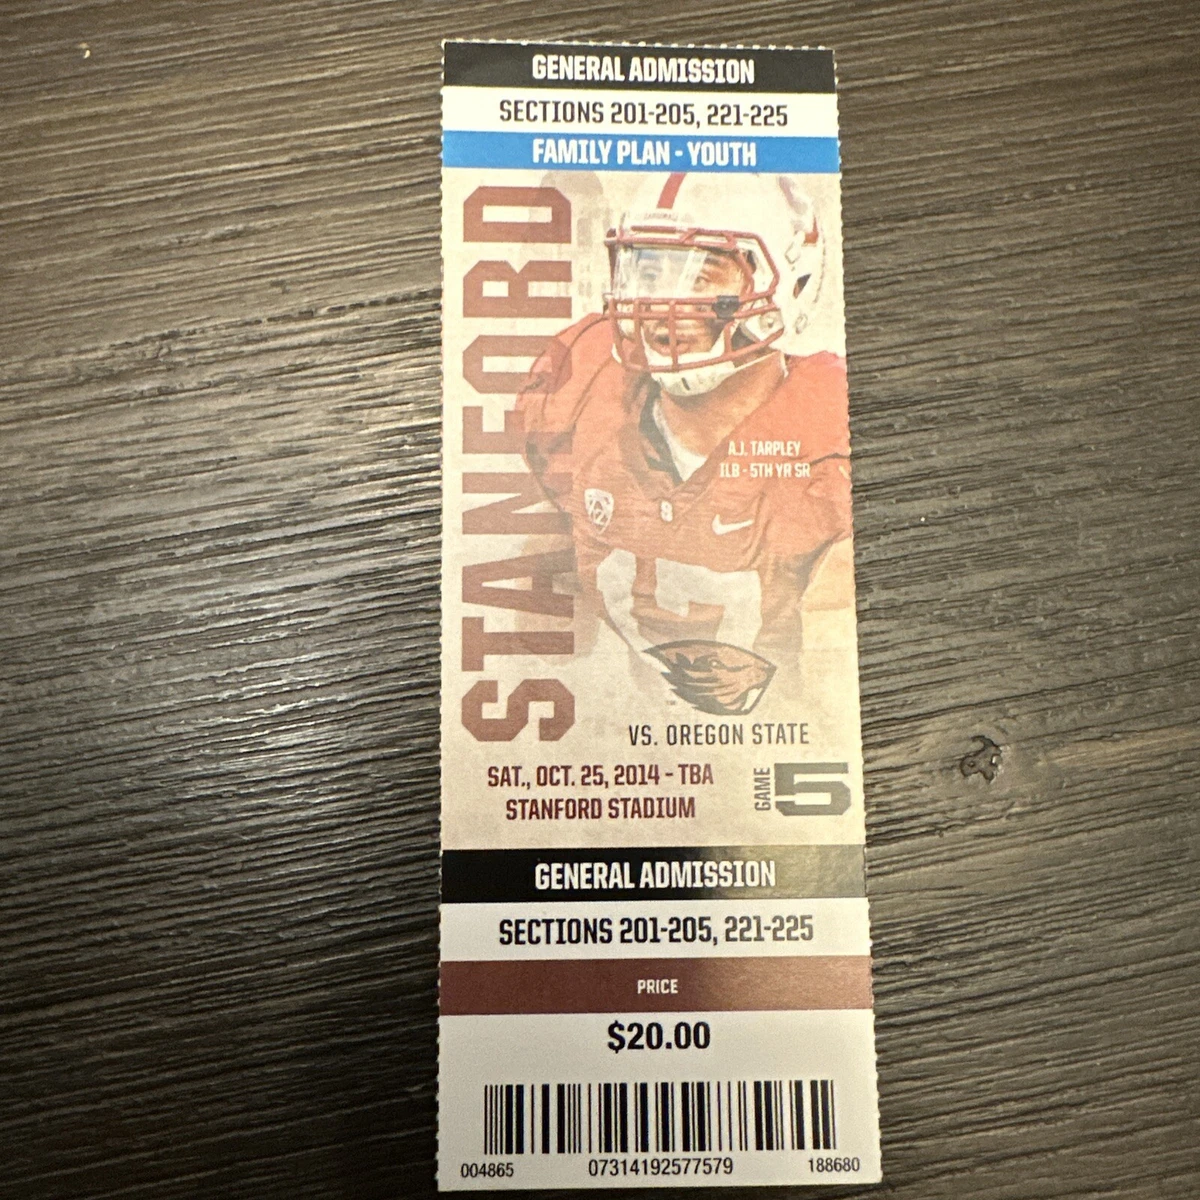 GENERAL ADMISSION
SECTIONS 201-205, 221-225
FAMILY PLAN - YOUTH
STANFORD
A.J. TARPLEY
ILB - 5TH YR SR
S
17
VS. OREGON STATE
SAT., OCT. 25, 2014 - TBA
STANFORD STADIUM
GAME 5
GENERAL ADMISSION
SECTIONS 201-205, 221-225
PRICE
$20.00
004865 07314192577579 188680